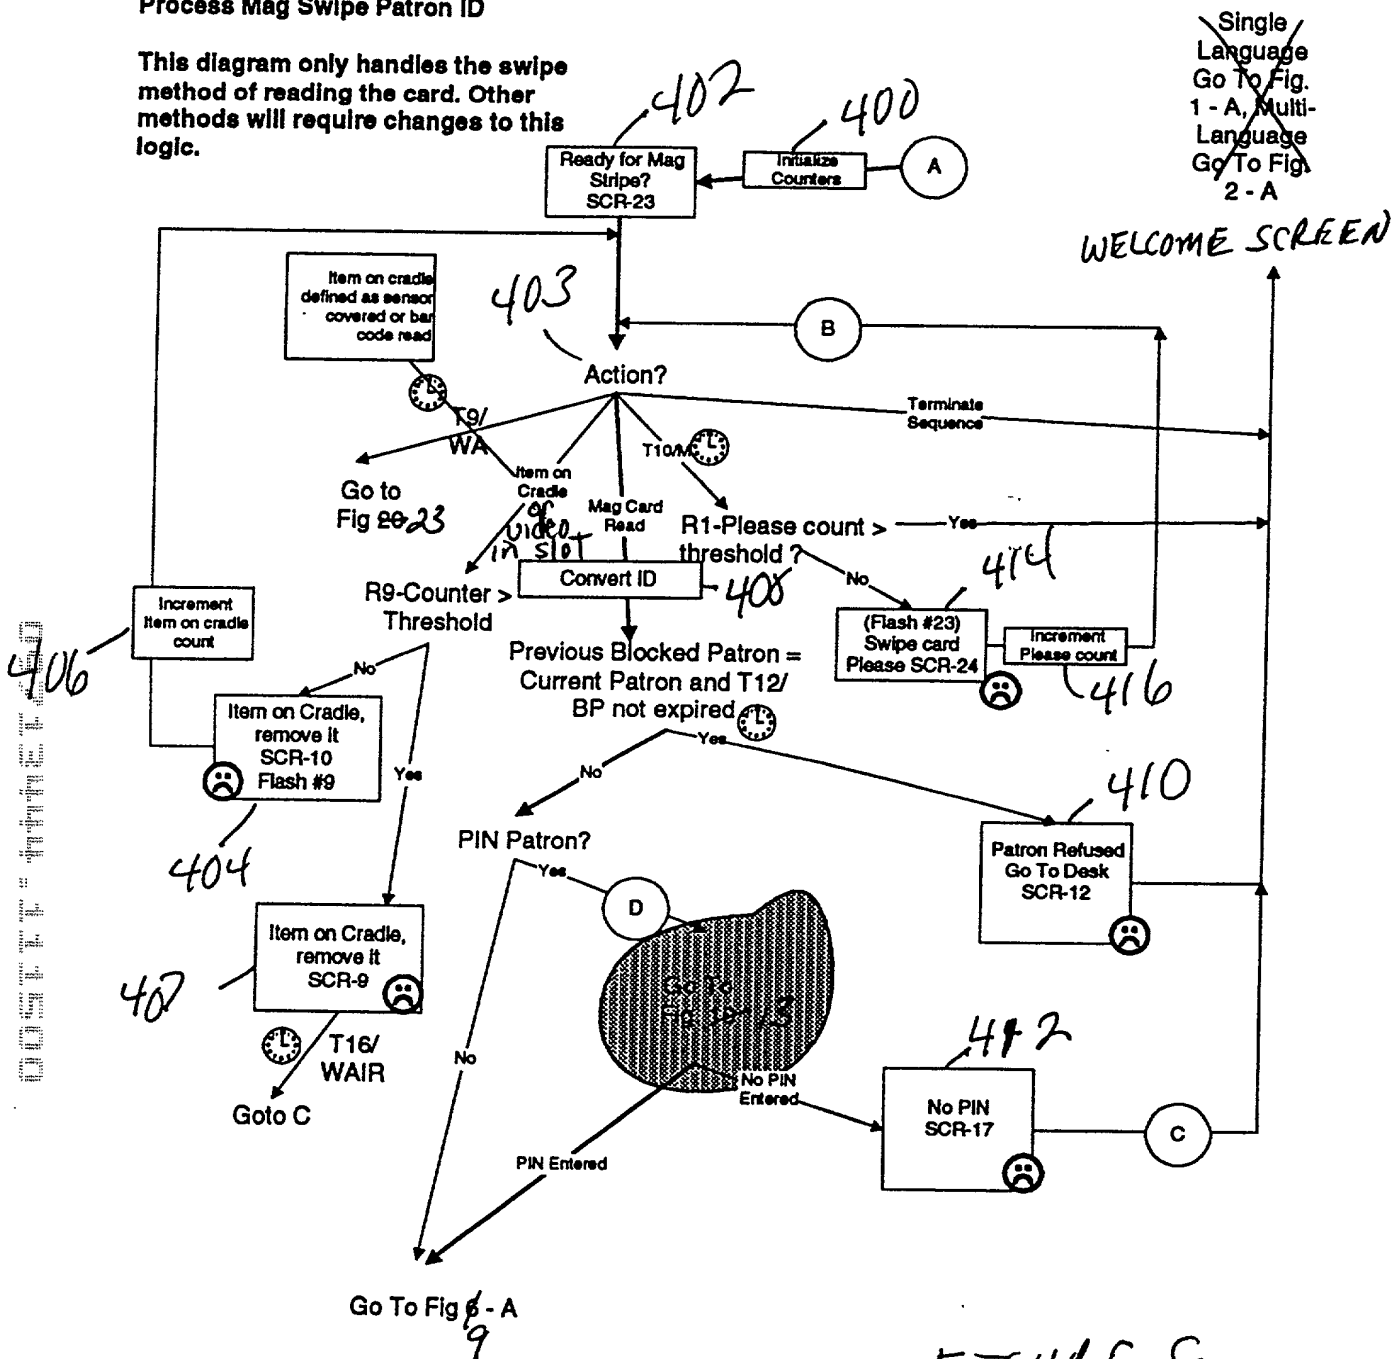 Process Mag Swipe Patron ID
This diagram only handles the swipe
method of reading the card. Other
methods will require changes to this
logic.
Single
Language
Go To Fig.
1 - A, Multi-
Language
Go To Fig.
2 - A
WELCOME SCREEN
402
400
Ready for Mag
Stripe?
SCR-23
Initialize
Counters
A
Item on cradle
defined as sensor
covered or bar
code read
403
B
Action?
Terminate
Sequence
T9/
WA
T10/M
Go to
Fig 20 23
Item on
Cradle
or
video
in slot
Mag Card
Read
R1-Please count >
threshold ?
Yes
No
414
R9-Counter >
Threshold
Convert ID
408
Increment
Item on cradle
count
406
(Flash #23)
Swipe card
Please SCR-24
Increment
Please count
416
Previous Blocked Patron =
Current Patron and T12/
BP not expired
No
Yes
Item on Cradle,
remove it
SCR-10
Flash #9
404
Yes
No
410
Patron Refused
Go To Desk
SCR-12
PIN Patron?
Yes
D
Item on Cradle,
remove it
SCR-9
407
Go To
13
412
T16/
WAIR
Goto C
No
No PIN
Entered
No PIN
SCR-17
C
PIN Entered
Go To Fig 6 - A
9